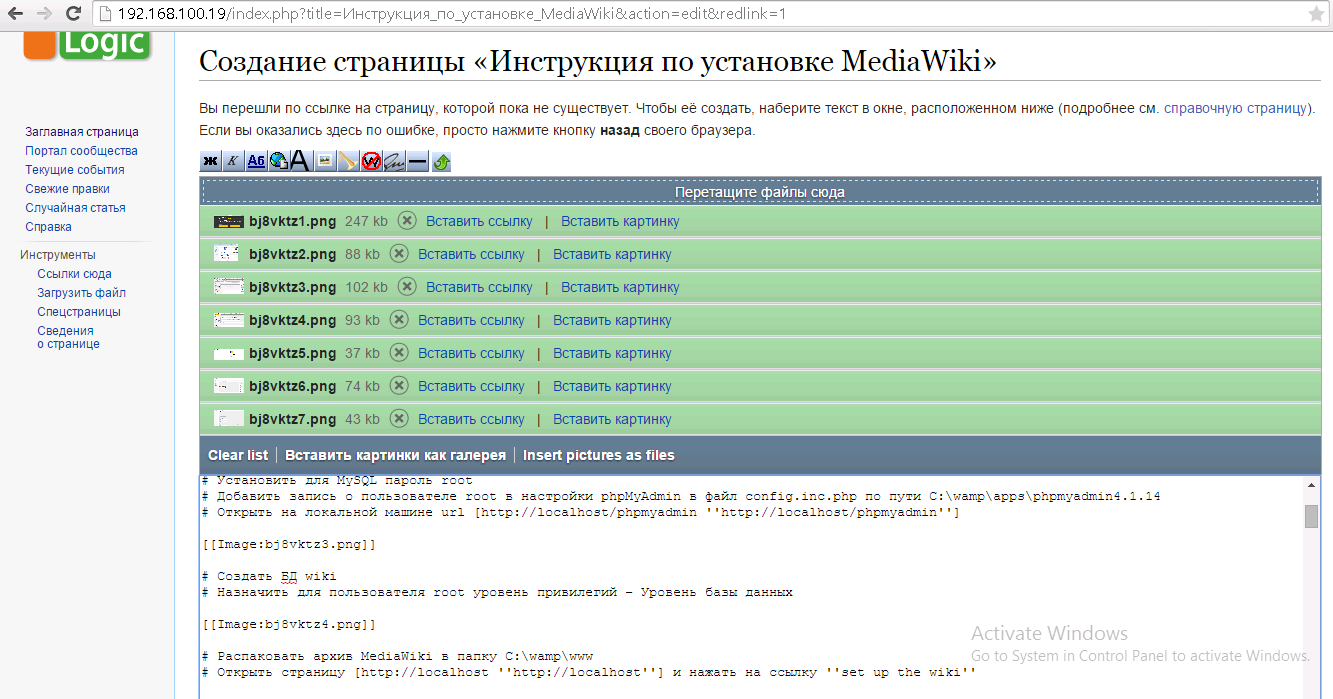 192.168.100.19/index.php?title=Инструкция_по_установке_MediaWiki&action=edit&redlink=1
Logic
Создание страницы «Инструкция по установке MediaWiki»
Вы перешли по ссылке на страницу, которой пока не существует. Чтобы её создать, наберите текст в окне, расположенном ниже (подробнее см. справочную страницу).
Если вы оказались здесь по ошибке, просто нажмите кнопку назад своего браузера.
Заглавная страница
Портал сообщества
Текущие события
Свежие правки
Случайная статья
Справка
Инструменты
Ссылки сюда
Загрузить файл
Спецстраницы
Сведения
о странице
Ж К Аб A W
Перетащите файлы сюда
bj8vktz1.png 247 kb Вставить ссылку | Вставить картинку
bj8vktz2.png 88 kb Вставить ссылку | Вставить картинку
bj8vktz3.png 102 kb Вставить ссылку | Вставить картинку
bj8vktz4.png 93 kb Вставить ссылку | Вставить картинку
bj8vktz5.png 37 kb Вставить ссылку | Вставить картинку
bj8vktz6.png 74 kb Вставить ссылку | Вставить картинку
bj8vktz7.png 43 kb Вставить ссылку | Вставить картинку
Clear list | Вставить картинки как галерея | Insert pictures as files
# Установить для MySQL пароль root
# Добавить запись о пользователе root в настройки phpMyAdmin в файл config.inc.php по пути C:\wamp\apps\phpmyadmin4.1.14
# Открыть на локальной машине url [http://localhost/phpmyadmin ''http://localhost/phpmyadmin'']
[[Image:bj8vktz3.png]]
# Создать БД wiki
# Назначить для пользователя root уровень привилегий – Уровень базы данных
[[Image:bj8vktz4.png]]
# Распаковать архив MediaWiki в папку C:\wamp\www
# Открыть страницу [http://localhost ''http://localhost''] и нажать на ссылку ''set up the wiki''
Activate Windows
Go to System in Control Panel to activate Windows.